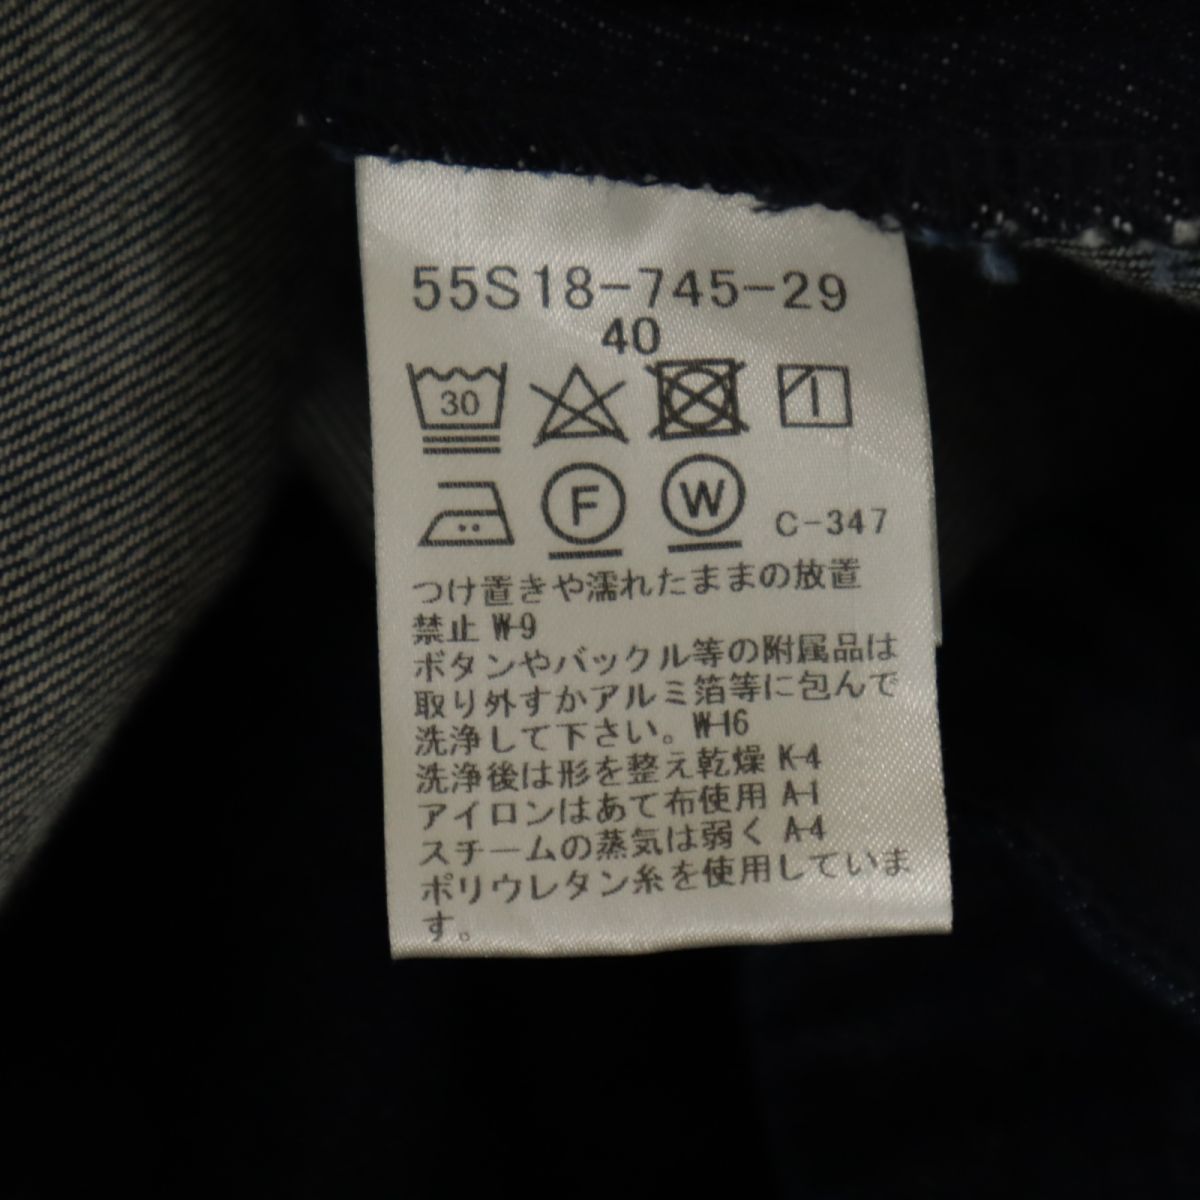 55S18-745-29
40
30
F W C-347
つけ置きや濡れたままの放置
禁止 W-9
ボタンやバックル等の附属品は
取り外すかアルミ箔等に包んで
洗浄して下さい。W-16
洗浄後は形を整え乾燥 K-4
アイロンはあて布使用 A-1
スチームの蒸気は弱く A-4
ポリウレタン糸を使用していま
す。